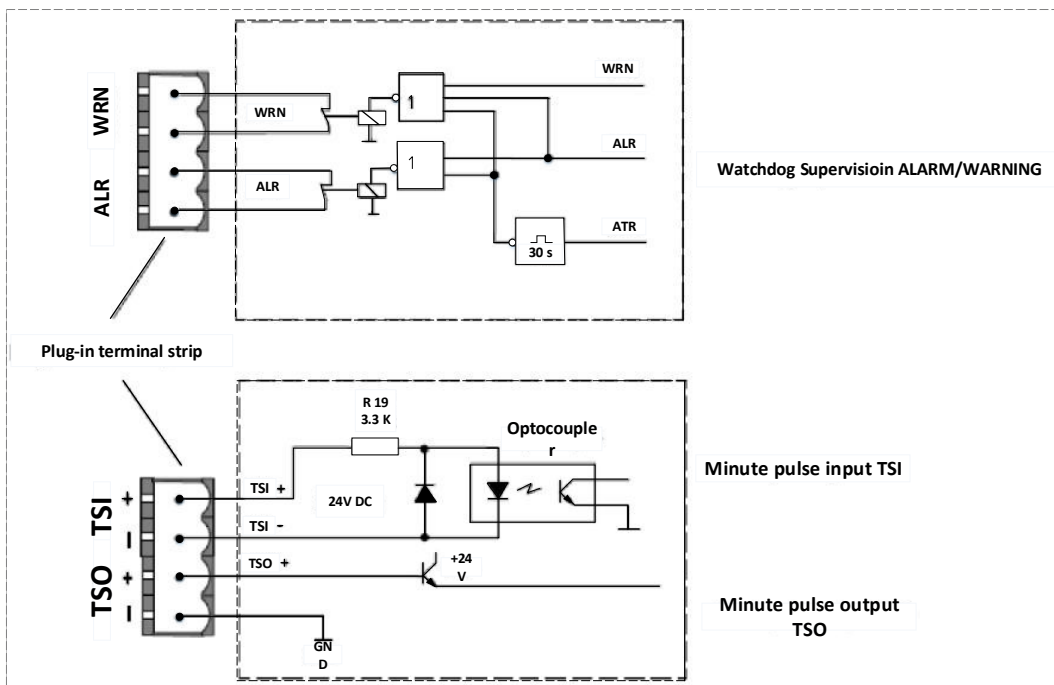 WRN
ALR
WRN
ALR
1
1
WRN
ALR
ATR
30 s
Watchdog Supervisioin ALARM/WARNING
Plug-in terminal strip
R 19
3.3 K
Optocouple
r
TSI +
24V DC
TSI -
TSO +
+24
V
GN
D
TSI
+
-
TSO
+
-
Minute pulse input TSI
Minute pulse output
TSO